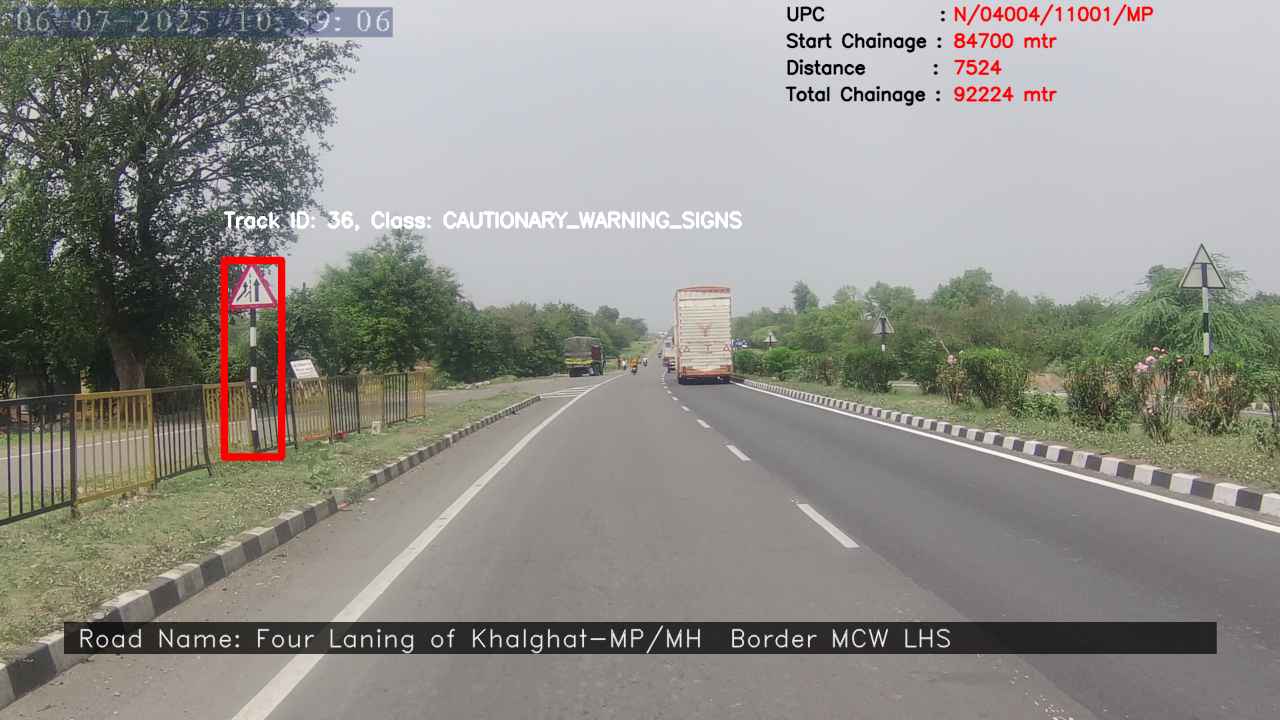 06-07-2025 10:59:06
UPC : N/04004/11001/MP
Start Chainage : 84700 mtr
Distance : 7524
Total Chainage : 92224 mtr
Track ID: 36, Class: CAUTIONARY_WARNING_SIGNS
Road Name: Four Laning of Khalghat-MP/MH Border MCW LHS